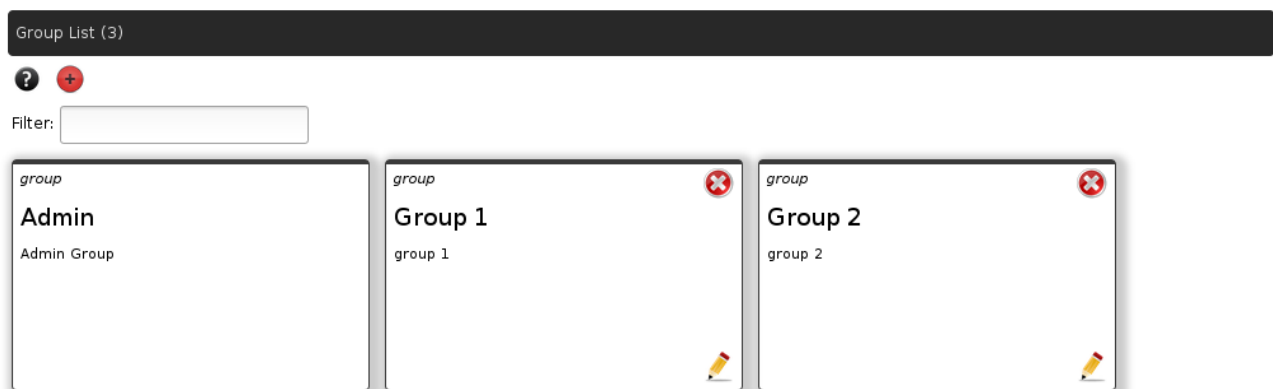 Group List (3)
?
+
Filter:
group
Admin
Admin Group
group
Group 1
group 1
group
Group 2
group 2